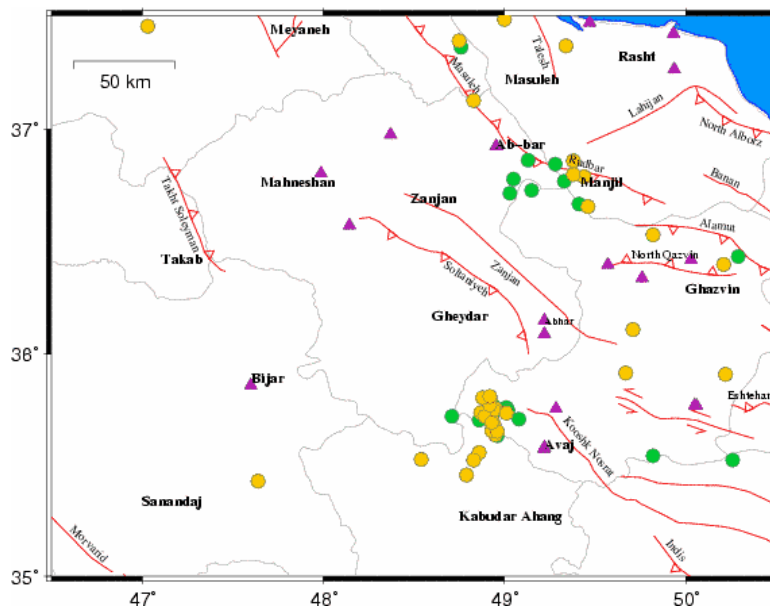 Meyaneh
Talesh
Rasht
50 km
Masuleh
Masuleh
Lahijan
37°
Ab-bar
North Alborz
Rudbar
Manjil
Mahneshan
Banan
Takht Soleyman
Zanjan
Alamut
Takab
Zanjan
North Qazvin
Soltaniyeh
Ghazvin
Gheydar
Abhar
36°
Bijar
Eshtehar
Avaj
Kooshk Nosrat
Sanandaj
Kabudar Ahang
Morvarid
Indis
35°
47°
48°
49°
50°